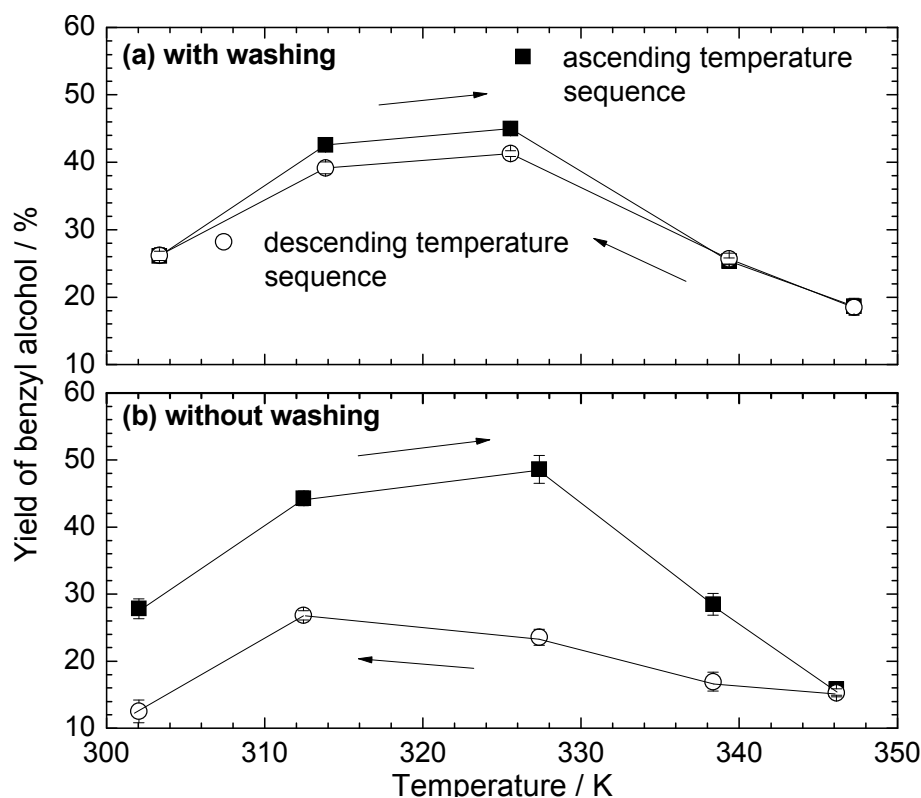 60
(a) with washing
ascending temperature
sequence
50
40
30
descending temperature
sequence
20
10
Yield of benzyl alcohol / %
60
(b) without washing
50
40
30
20
10
300 310 320 330 340 350
Temperature / K